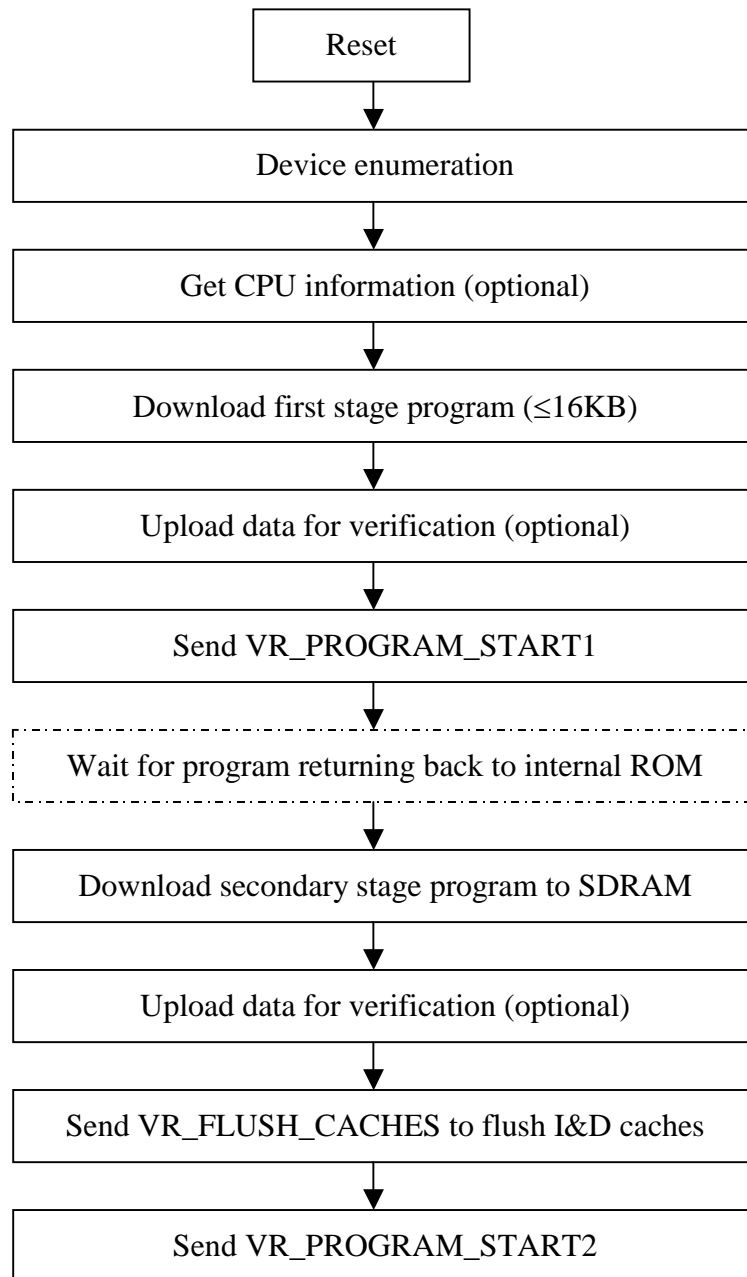 Reset
Device enumeration
Get CPU information (optional)
Download first stage program (≤16KB)
Upload data for verification (optional)
Send VR_PROGRAM_START1
Wait for program returning back to internal ROM
Download secondary stage program to SDRAM
Upload data for verification (optional)
Send VR_FLUSH_CACHES to flush I&D caches
Send VR_PROGRAM_START2